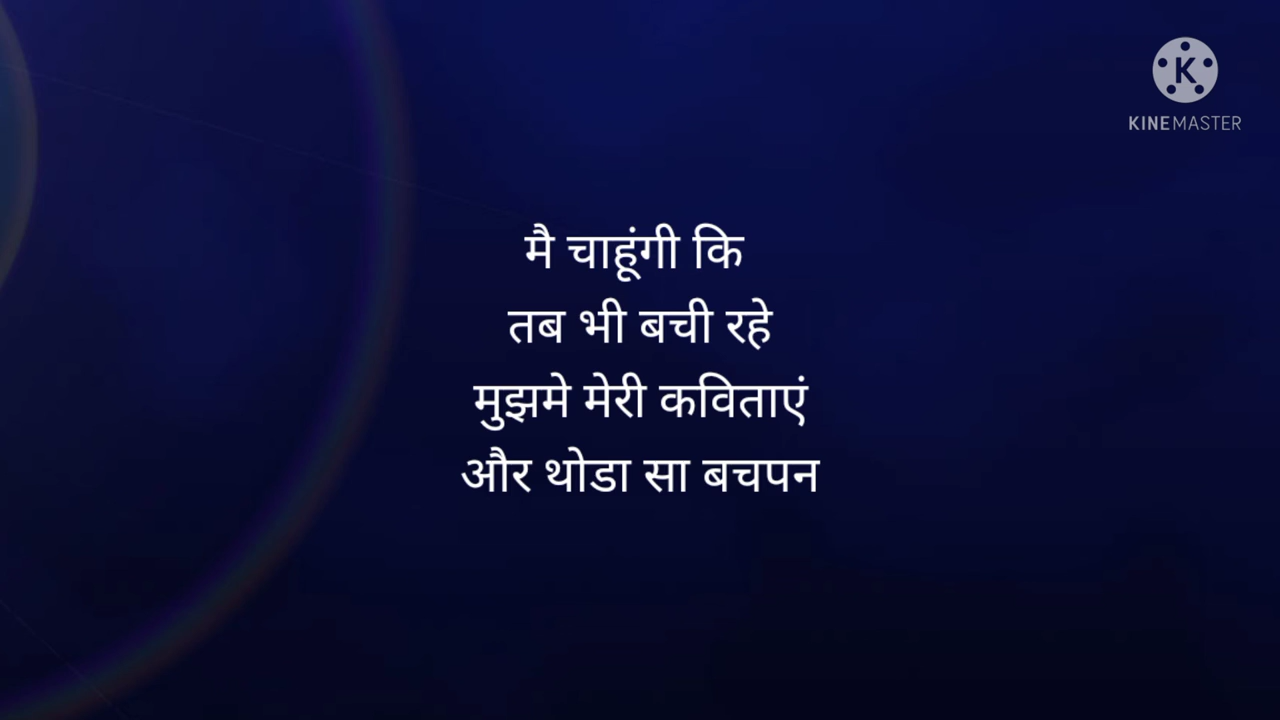 मै चाहूंगी कि
तब भी बची रहे
मुझमे मेरी कविताएं
और थोडा सा बचपन
K
KINEMASTER